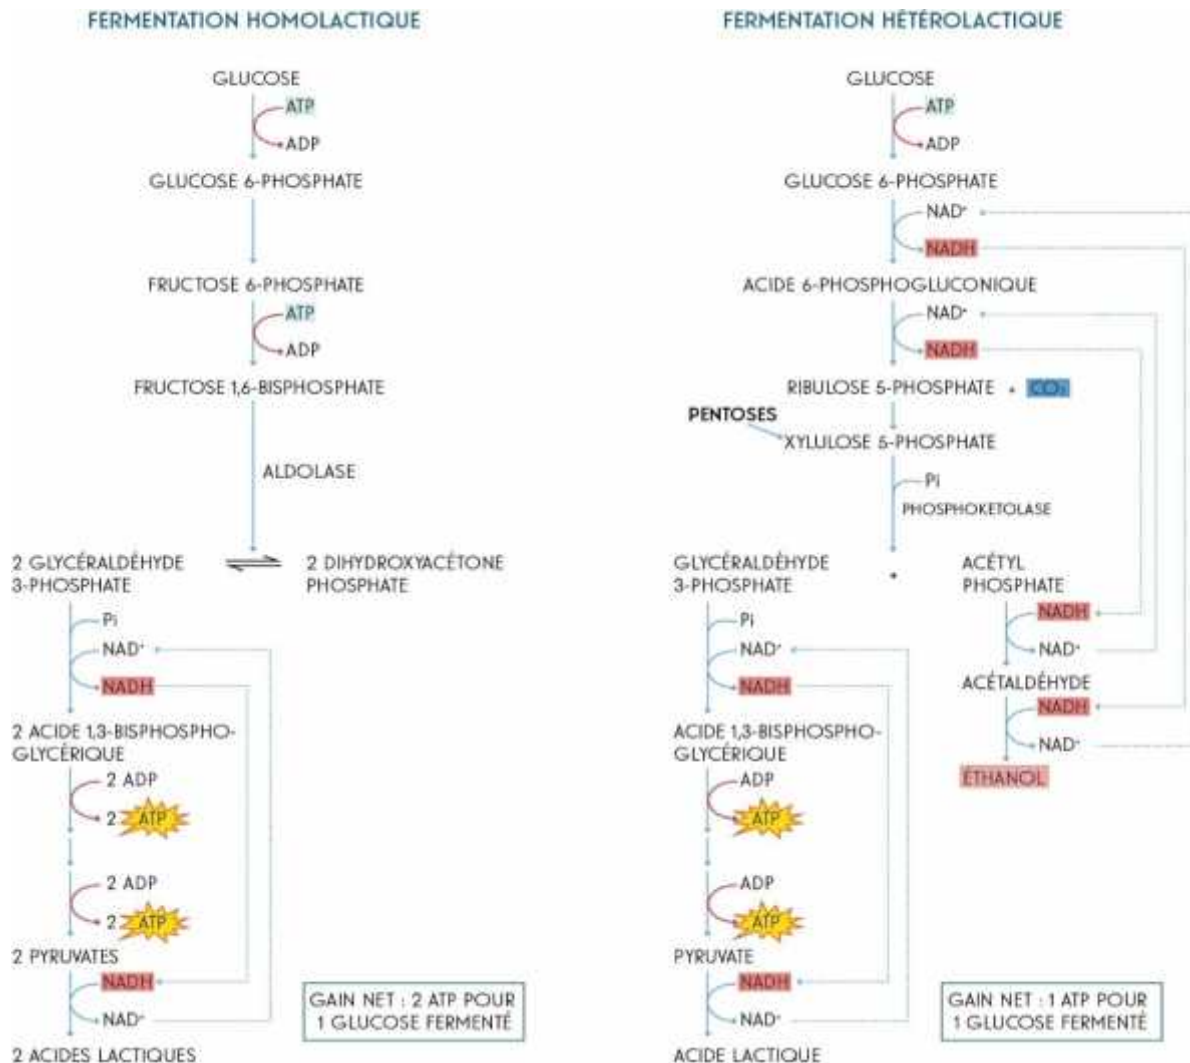 FERMENTATION HOMOLACTIQUE
GLUCOSE
ATP
ADP
GLUCOSE 6-PHOSPHATE
FRUCTOSE 6-PHOSPHATE
ATP
ADP
FRUCTOSE 1,6-BISPHOSPHATE
ALDOLASE
2 GLYCÉRALDÉHYDE
3-PHOSPHATE
2 DIHYDROXYACÉTONE
PHOSPHATE
Pi
NAD⁺
NADH
2 ACIDE 1,3-BISPHOSPHO-
GLYCÉRIQUE
2 ADP
2 ATP
2 ADP
2 ATP
2 PYRUVATES
NADH
NAD⁺
2 ACIDES LACTIQUES
GAIN NET : 2 ATP POUR
1 GLUCOSE FERMENTÉ
FERMENTATION HÉTÉROLACTIQUE
GLUCOSE
ATP
ADP
GLUCOSE 6-PHOSPHATE
NAD⁺
NADH
ACIDE 6-PHOSPHOGLUCONIQUE
NAD⁺
NADH
RIBULOSE 5-PHOSPHATE + CO₂
PENTOSES
XYLULOSE 5-PHOSPHATE
Pi
PHOSPHOKETOLASE
GLYCÉRALDÉHYDE
3-PHOSPHATE
+
ACÉTYL
PHOSPHATE
Pi
NAD⁺
NADH
ACIDE 1,3-BISPHOSPHO-
GLYCÉRIQUE
ADP
ATP
ADP
ATP
PYRUVATE
NADH
NAD⁺
ACIDE LACTIQUE
NADH
NAD⁺
ACÉTALDÉHYDE
NADH
NAD⁺
ÉTHANOL
GAIN NET : 1 ATP POUR
1 GLUCOSE FERMENTÉ